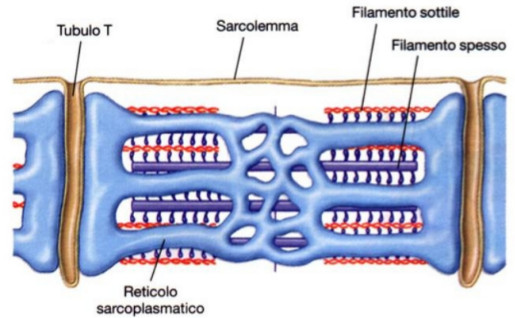 Filamento sottile
Sarcolemma
Tubulo T
Filamento spesso
Reticolo
sarcoplasmatico